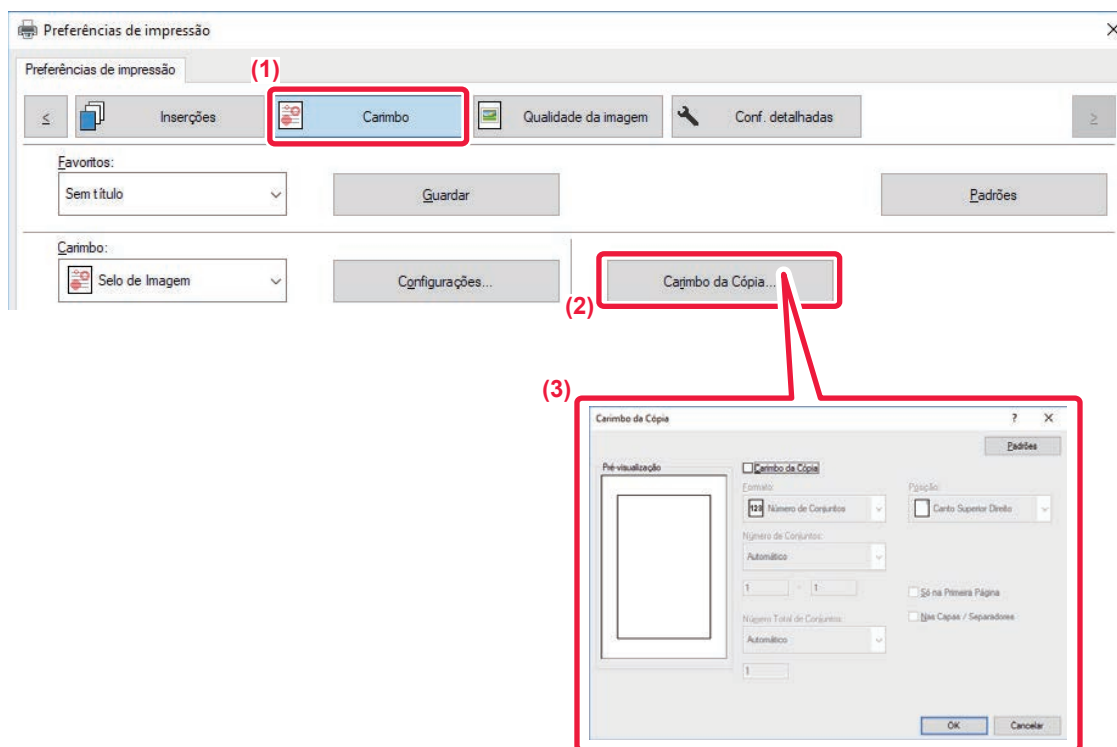 Preferências de impressão
Preferências de impressão
(1)
< Inserções Carimbo Qualidade da imagem Conf. detalhadas >
Favoritos:
Sem título Guardar Padrões
Carimbo:
Selo de Imagem Configurações... Carimbo da Cópia...
(2)
(3)
Carimbo da Cópia ? X
Padrões
Pré-visualização Carimbo da Cópia
Formato: Posição:
123 Número de Conjuntos Canto Superior Direito
Número de Conjuntos:
Automático
1 - 1 Só na Primeira Página
Número Total de Conjuntos: Nas Capas / Separadores
Automático
1
OK Cancelar